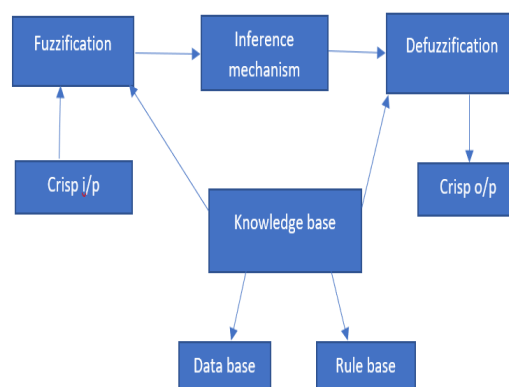 Fuzzification
Inference
mechanism
Defuzzification
Crisp i/p
Crisp o/p
Knowledge base
Data base
Rule base